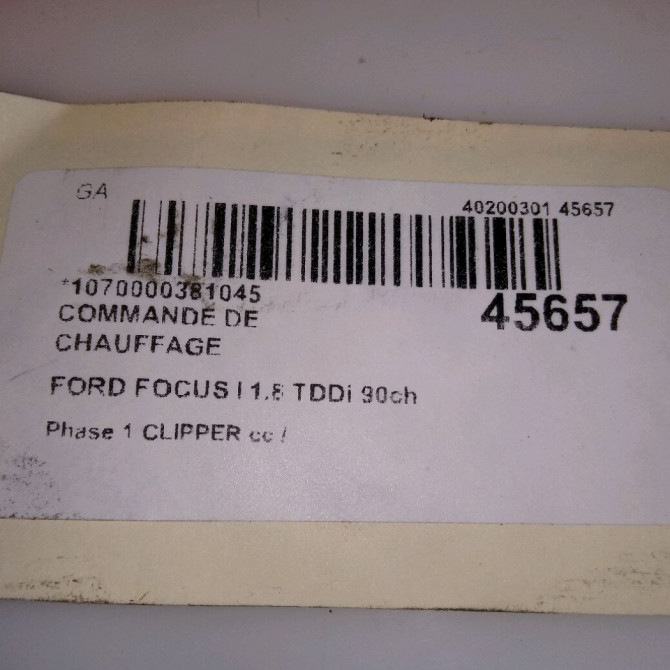 GA
40200301 45657
*1070000381045
45657
COMMANDE DE
CHAUFFAGE
FORD FOCUS I 1.8 TDDi 90ch
Phase 1 CLIPPER cc /